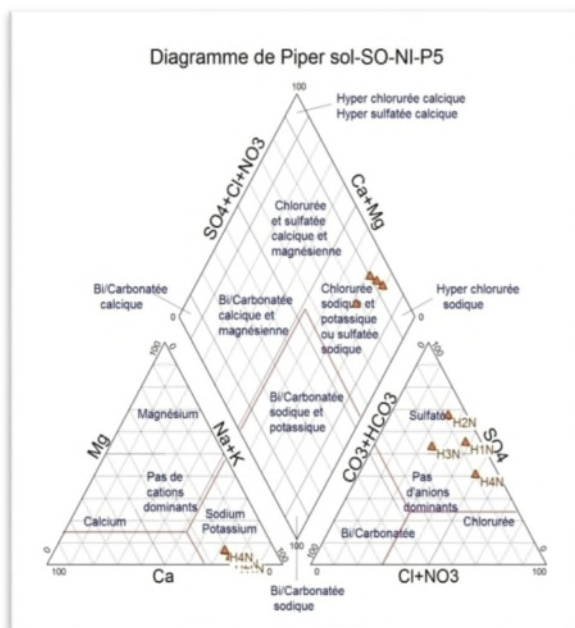 Diagramme de Piper sol-SO-NI-P5
100
Hyper chlorurée calcique
Hyper sulfatée calcique
SO4+Cl+NO3
Ca+Mg
Chlorurée
et sulfatée
calcique et
magnésienne
Bi/Carbonatée
calcique
Bi/Carbonatée
calcique et
magnésienne
Chlorurée
sodique et
potassique
ou sulfatée
sodique
Hyper chlorurée
sodique
0
0
100
100
Bi/Carbonatée
sodique et
potassique
Mg
Na+K
CO3+HCO3
SO4
Magnésium
Sulfatée
H2N
H1N
H3N
H4N
Pas de
cations
dominants
Pas
d'anions
dominants
Calcium
Sodium
Potassium
Bi/Carbonatée
Chlorurée
H4N
0
100
0
100
0
100
0
100
100
0
Ca
Cl+NO3
Bi/Carbonatée
sodique